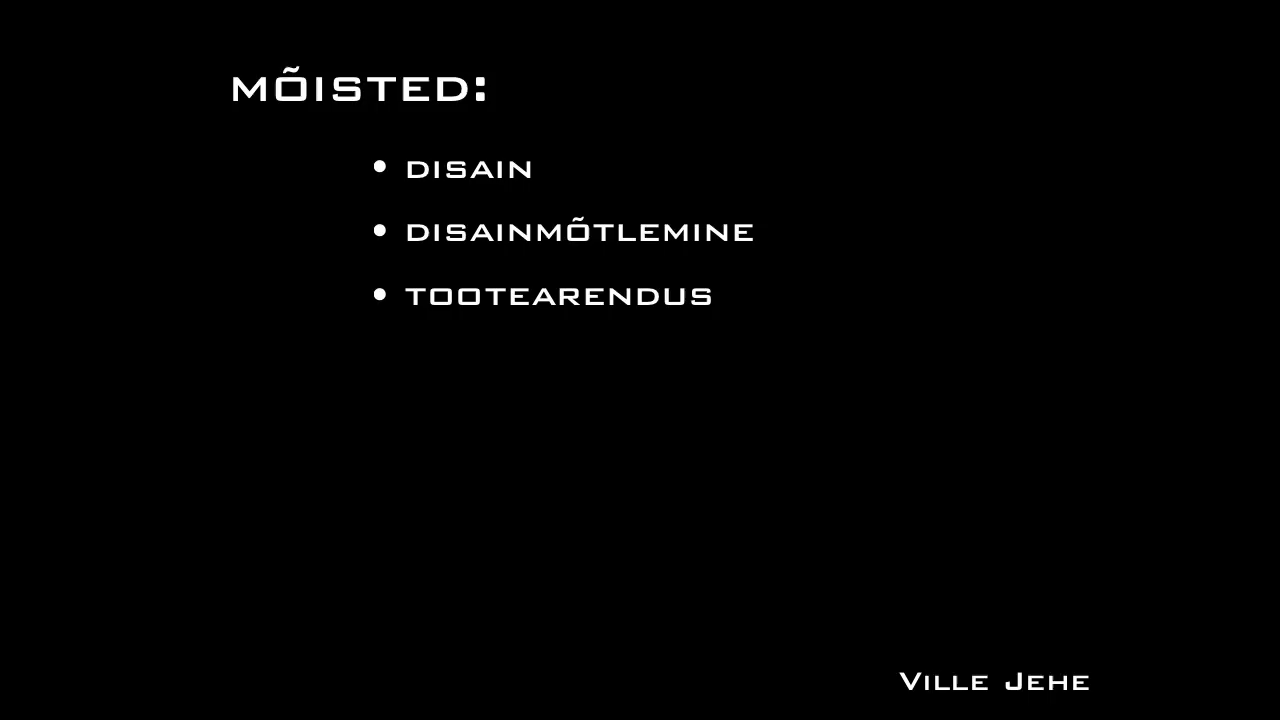 MÕISTED:
• DISAIN
• DISAINMÕTLEMINE
• TOOTEARENDUS
VILLE JEHE